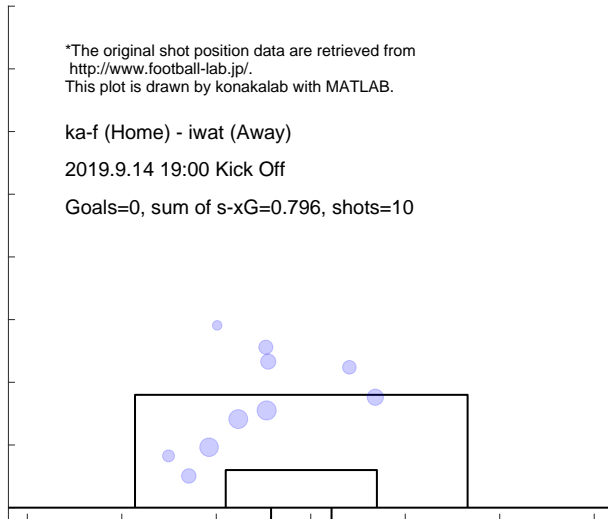 *The original shot position data are retrieved from
http://www.football-lab.jp/.
This plot is drawn by konakalab with MATLAB.
ka-f (Home) - iwat (Away)
2019.9.14 19:00 Kick Off
Goals=0, sum of s-xG=0.796, shots=10